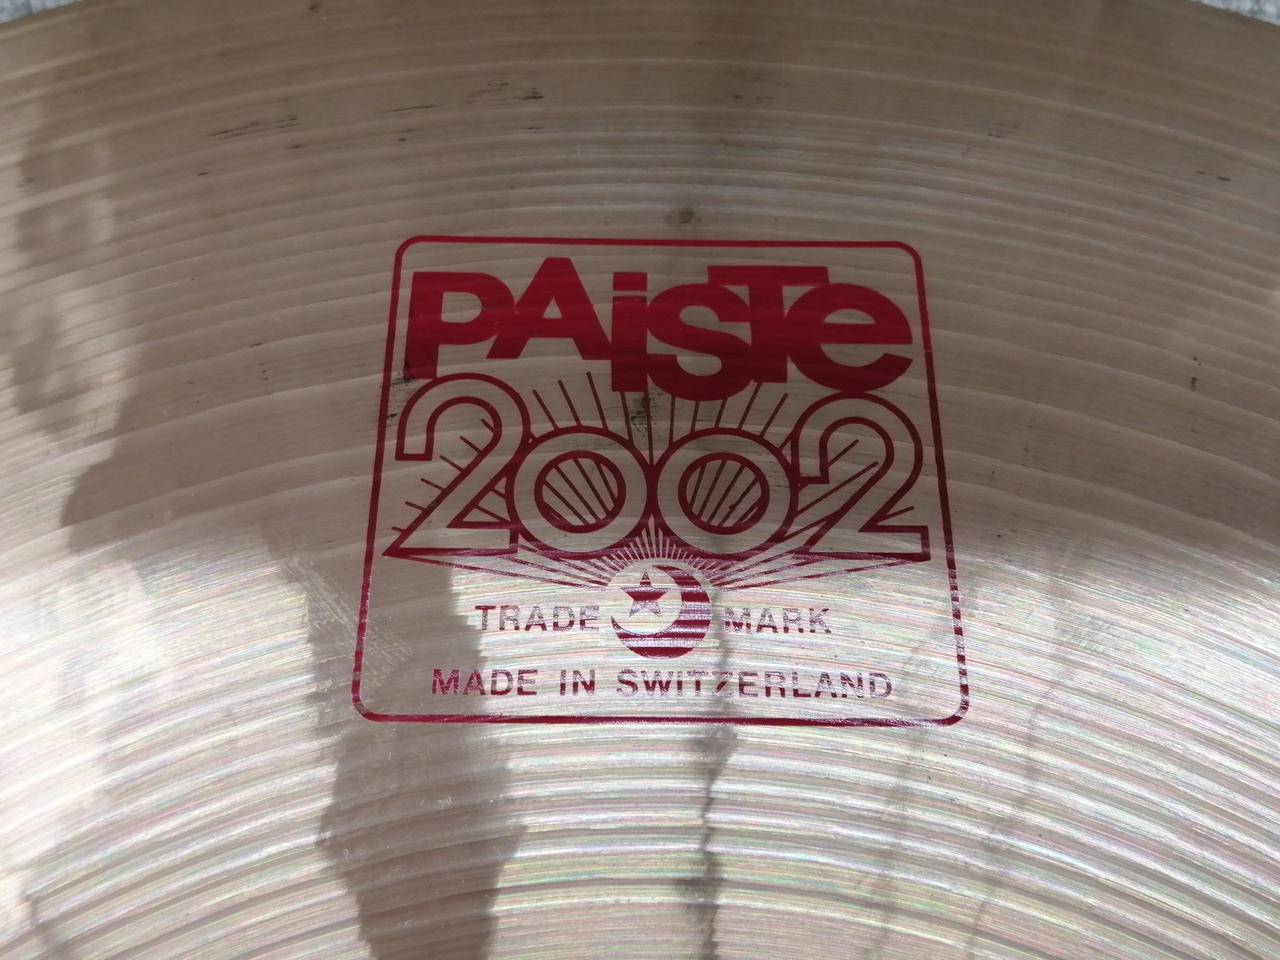 PAiSTe
2002
TRADE MARK
MADE IN SWITZERLAND